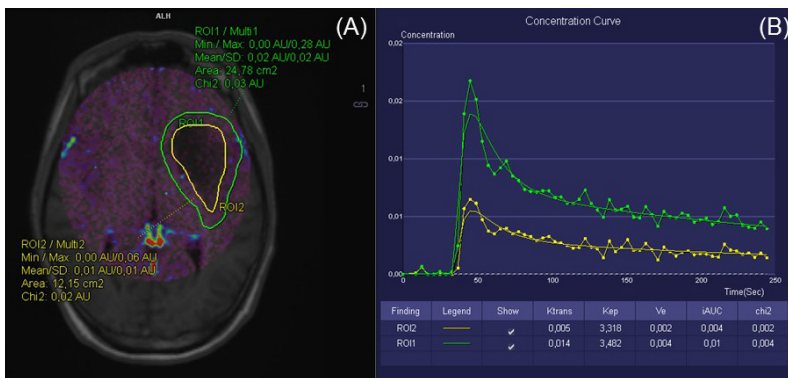 ALH
(A)
ROI1 / Multi1
Min / Max: 0,00 AU/0,28 AU
Mean/SD: 0,02 AU/0,02 AU
Area: 24,78 cm2
Chi2: 0,03 AU
1
ROI1
ROI2
ROI2 / Multi2
Min / Max: 0,00 AU/0,06 AU
Mean/SD: 0,01 AU/0,01 AU
Area: 12,15 cm2
Chi2: 0,02 AU
Concentration Curve
(B)
Concentration
0,02
0,02
0,01
0,01
0,00
0 50 100 150 200 250
Time(Sec)
Finding Legend Show Ktrans Kep Ve iAUC chi2
ROI2 0,005 3,318 0,002 0,004 0,002
ROI1 0,014 3,482 0,004 0,01 0,004